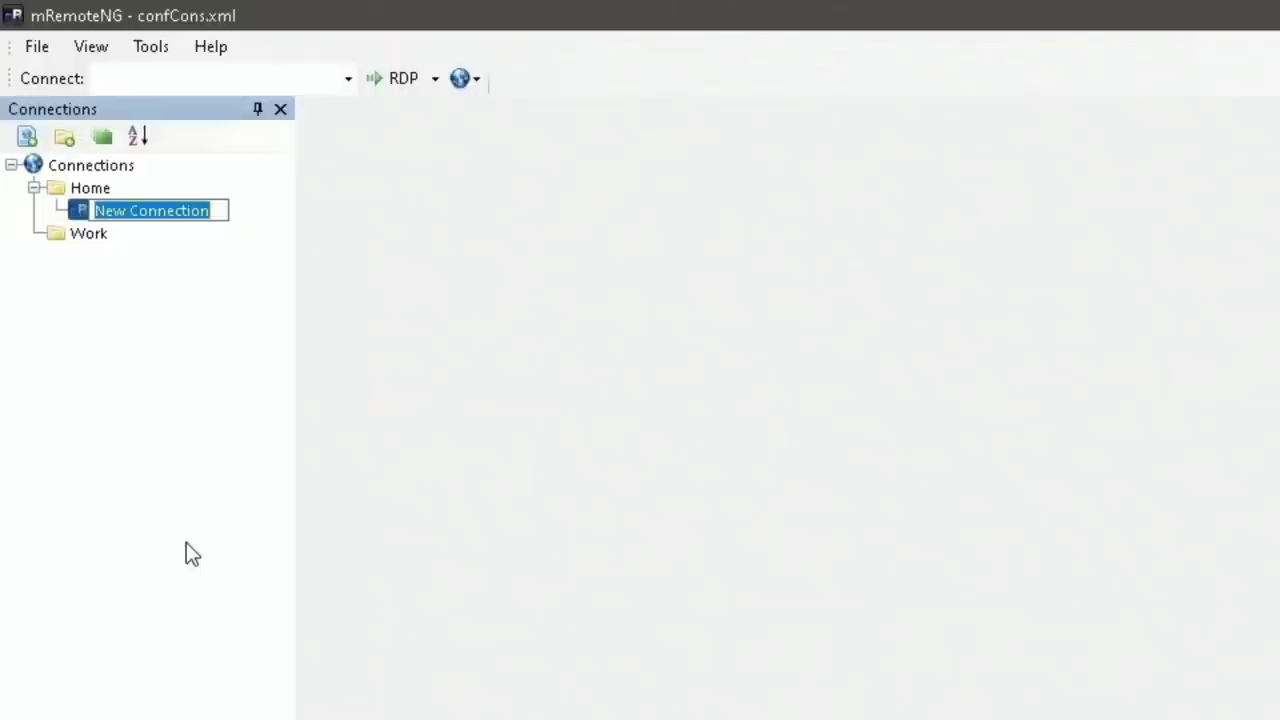 mRemoteNG - confCons.xml
File View Tools Help
Connect: RDP
Connections
Connections
Home
New Connection
Work